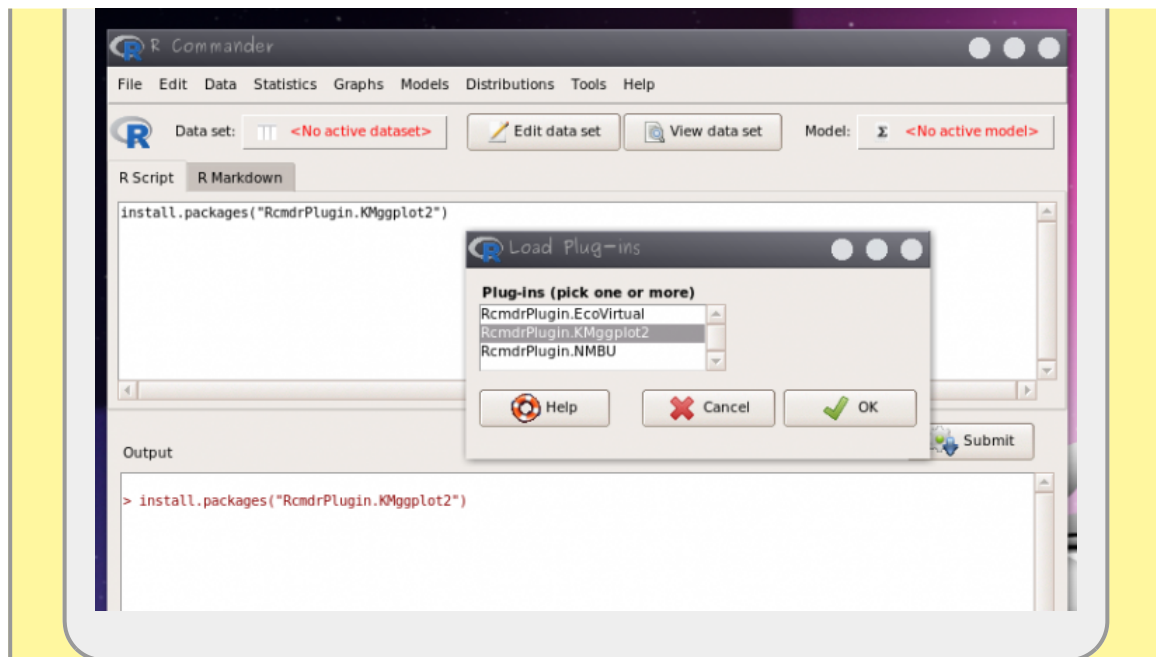 R Commander
File Edit Data Statistics Graphs Models Distributions Tools Help
R Data set: <No active dataset> Edit data set View data set Model: Σ <No active model>
R Script R Markdown
install.packages("RcmdrPlugin.KMggplot2")
Load Plug-ins
Plug-ins (pick one or more)
RcmdrPlugin.EcoVirtual
RcmdrPlugin.KMggplot2
RcmdrPlugin.NMBU
Help Cancel OK
Submit
Output
> install.packages("RcmdrPlugin.KMggplot2")